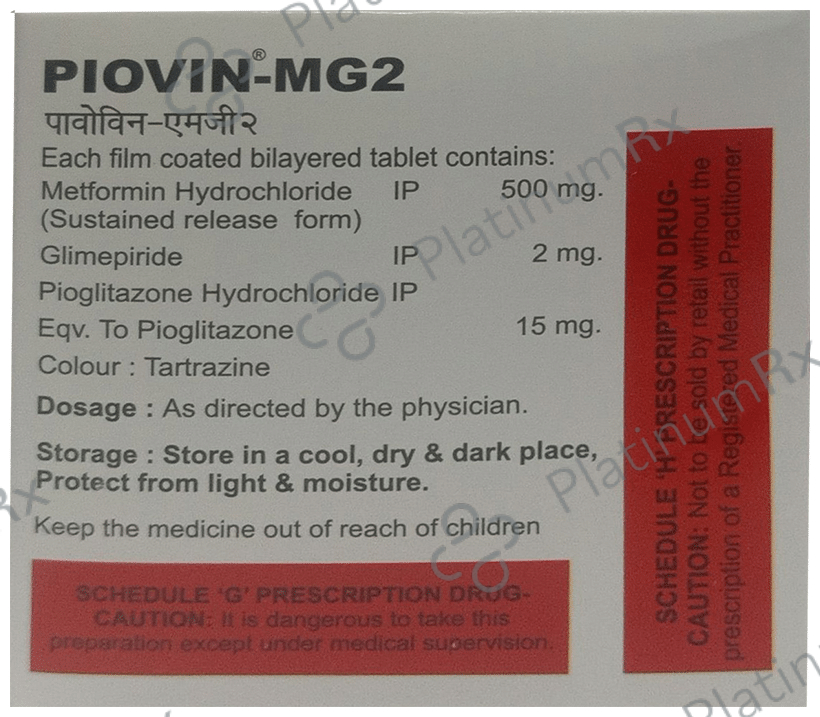 PIOVIN®-MG2
पावोविन-एमजी२
Each film coated bilayered tablet contains:
Metformin Hydrochloride IP 500 mg.
(Sustained release form)
Glimepiride IP 2 mg.
Pioglitazone Hydrochloride IP
Eqv. To Pioglitazone 15 mg.
Colour : Tartrazine
Dosage : As directed by the physician.
Storage : Store in a cool, dry & dark place,
Protect from light & moisture.
Keep the medicine out of reach of children
SCHEDULE 'G' PRESCRIPTION DRUG-
CAUTION: It is dangerous to take this
preparation except under medical supervision.
SCHEDULE 'H' PRESCRIPTION DRUG-
CAUTION: Not to be sold by retail without the
prescription of a Registered Medical Practitioner.
PlatinumRx
PlatinumRx
PlatinumRx
Rx
Platin